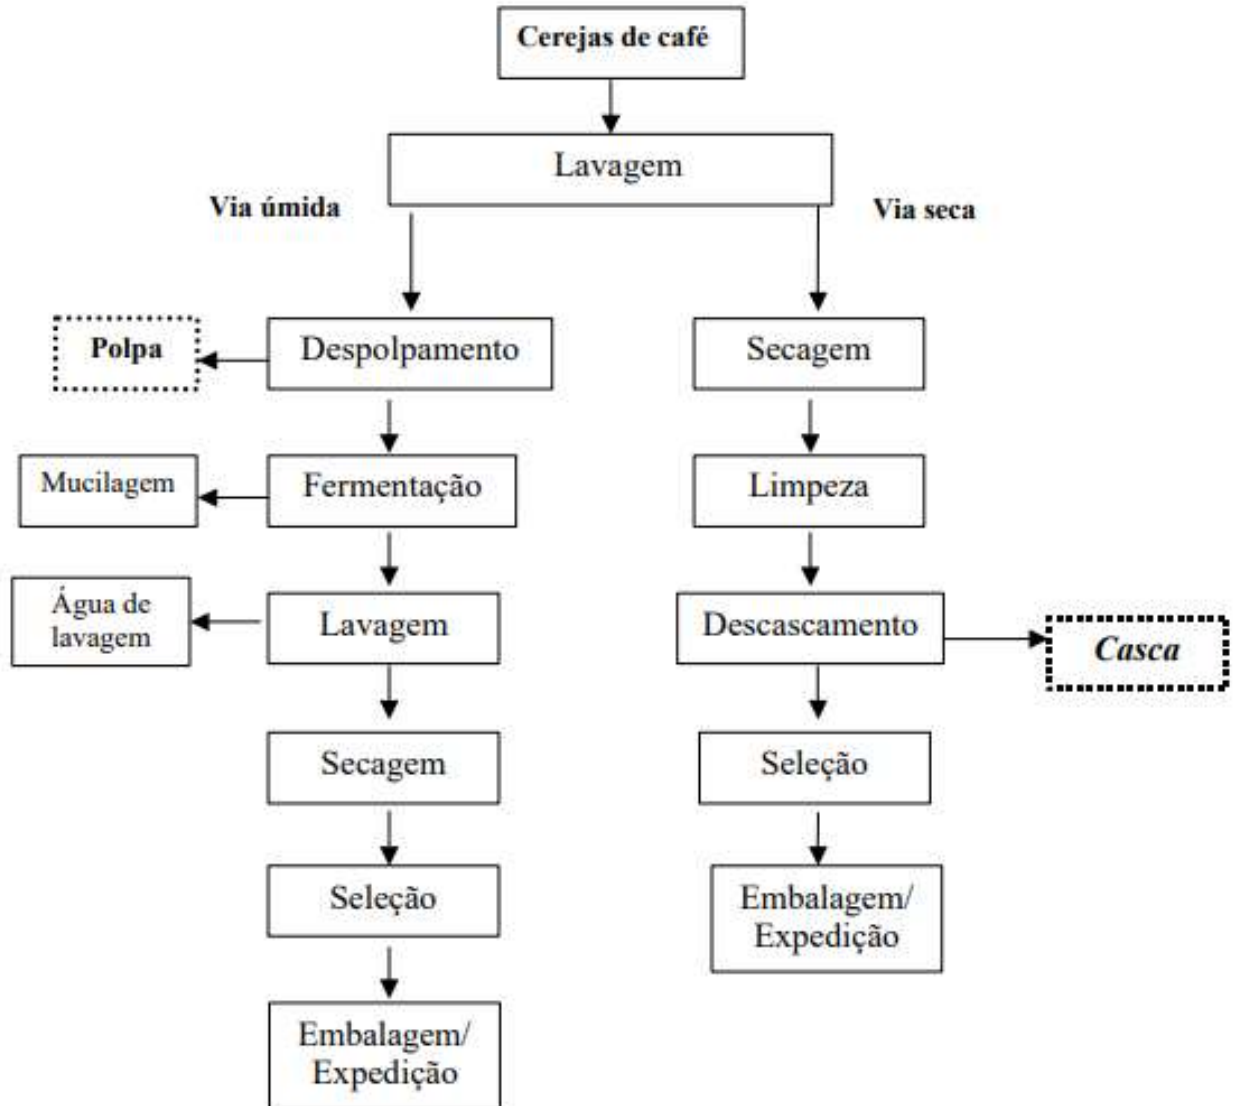 Cerejas de café
Lavagem
Via úmida
Via seca
Polpa
Despolpamento
Secagem
Mucilagem
Fermentação
Limpeza
Água de
lavagem
Lavagem
Descascamento
Casca
Secagem
Seleção
Seleção
Embalagem/
Expedição
Embalagem/
Expedição